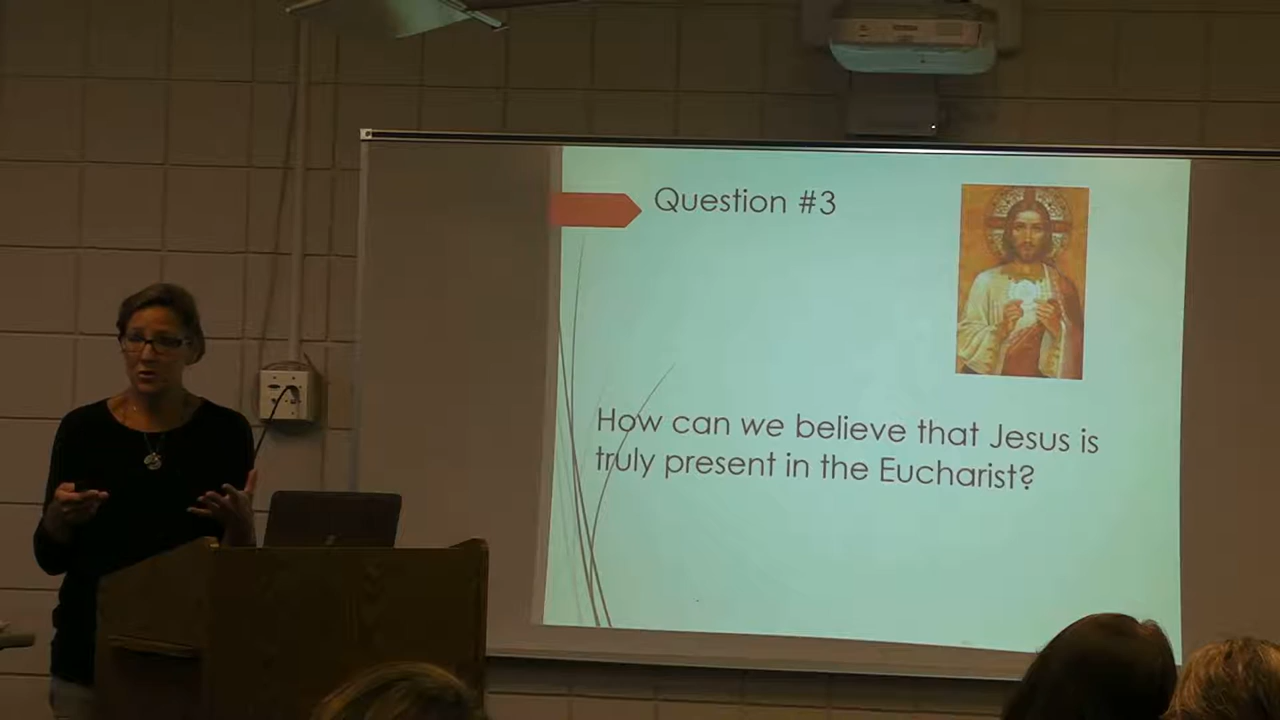 Question #3
How can we believe that Jesus is
truly present in the Eucharist?